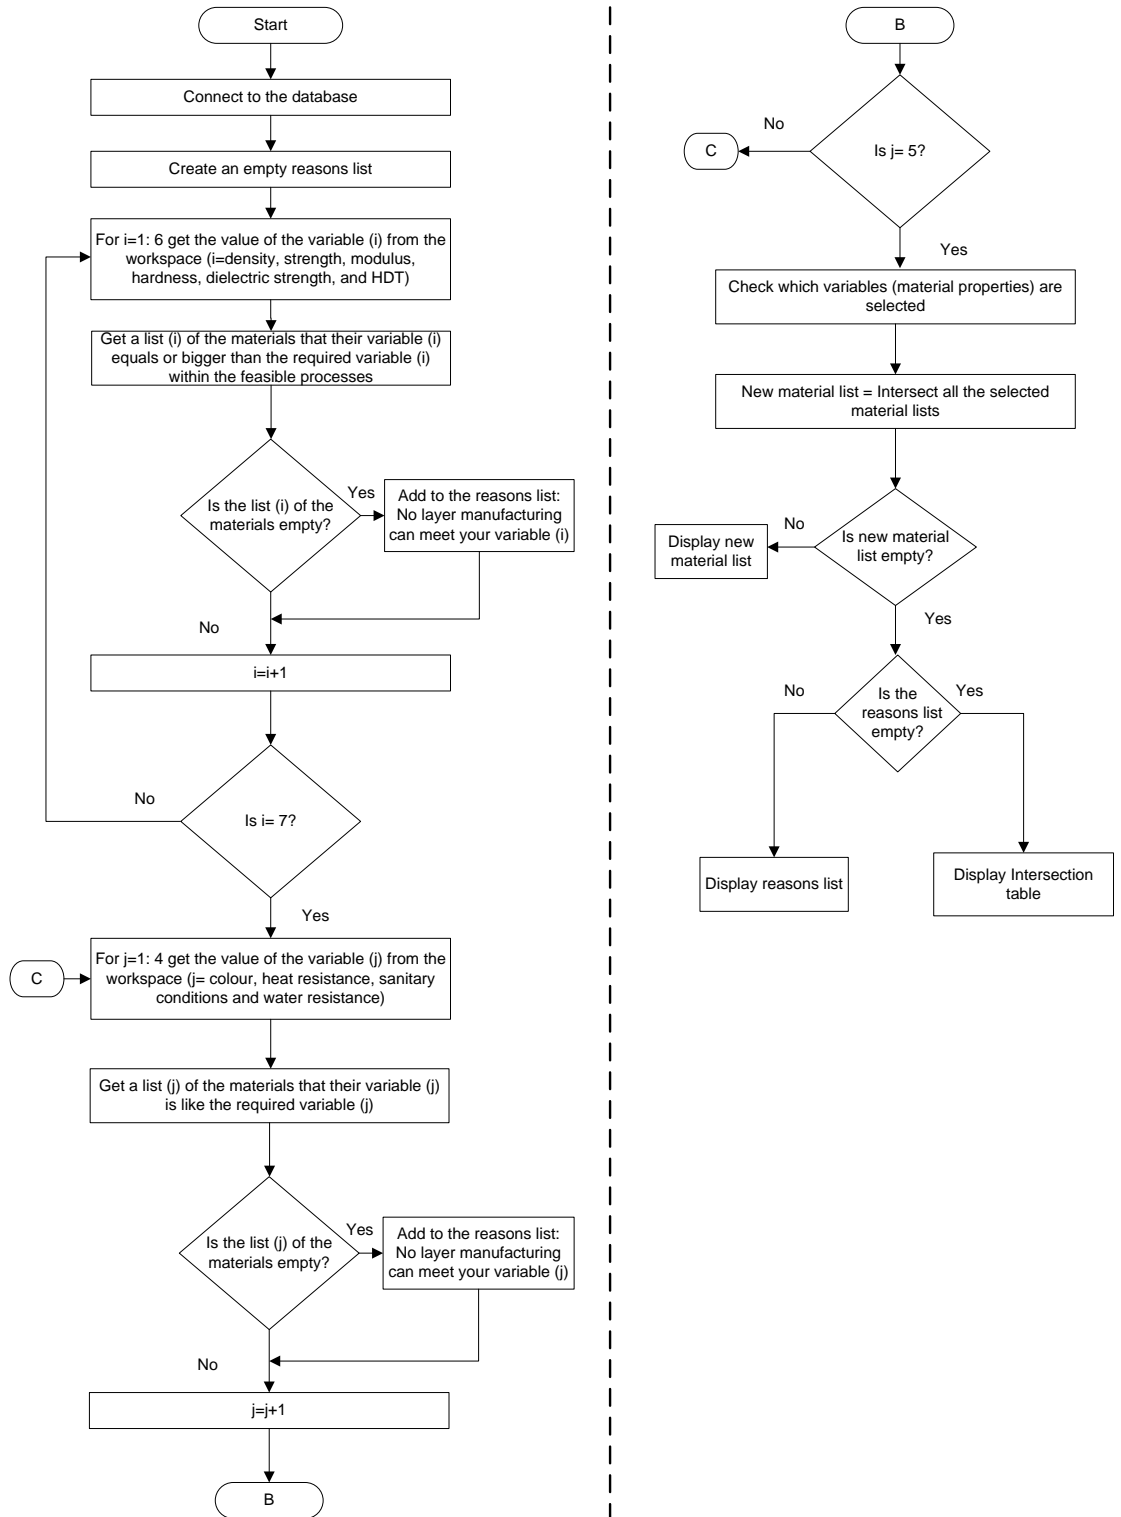 Start
Connect to the database
Create an empty reasons list
For i=1: 6 get the value of the variable (i) from the
workspace (i=density, strength, modulus,
hardness, dielectric strength, and HDT)
Get a list (i) of the materials that their variable (i)
equals or bigger than the required variable (i)
within the feasible processes
Is the list (i) of the
materials empty?
Yes
Add to the reasons list:
No layer manufacturing
can meet your variable (i)
No
i=i+1
Is i= 7?
No
Yes
C
For j=1: 4 get the value of the variable (j) from the
workspace (j= colour, heat resistance, sanitary
conditions and water resistance)
Get a list (j) of the materials that their variable (j)
is like the required variable (j)
Is the list (j) of the
materials empty?
Yes
Add to the reasons list:
No layer manufacturing
can meet your variable (j)
No
j=j+1
B
B
Is j= 5?
No
C
Yes
Check which variables (material properties) are
selected
New material list = Intersect all the selected
material lists
Is new material
list empty?
No
Display new
material list
Yes
Is the
reasons list
empty?
No
Yes
Display reasons list
Display Intersection
table